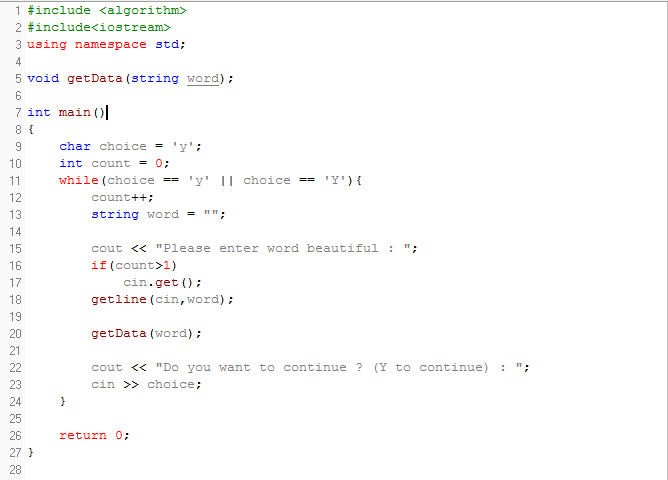 1 #include <algorithm>
2 #include<iostream>
3 using namespace std;
4
5 void getData(string word);
6
7 int main()
8 {
9     char choice = 'y';
10     int count = 0;
11     while(choice == 'y' || choice == 'Y'){
12         count++;
13         string word = "";
14
15         cout << "Please enter word beautiful : ";
16         if(count>1)
17             cin.get();
18         getline(cin,word);
19
20         getData(word);
21
22         cout << "Do you want to continue ? (Y to continue) : ";
23         cin >> choice;
24     }
25
26     return 0;
27 }
28